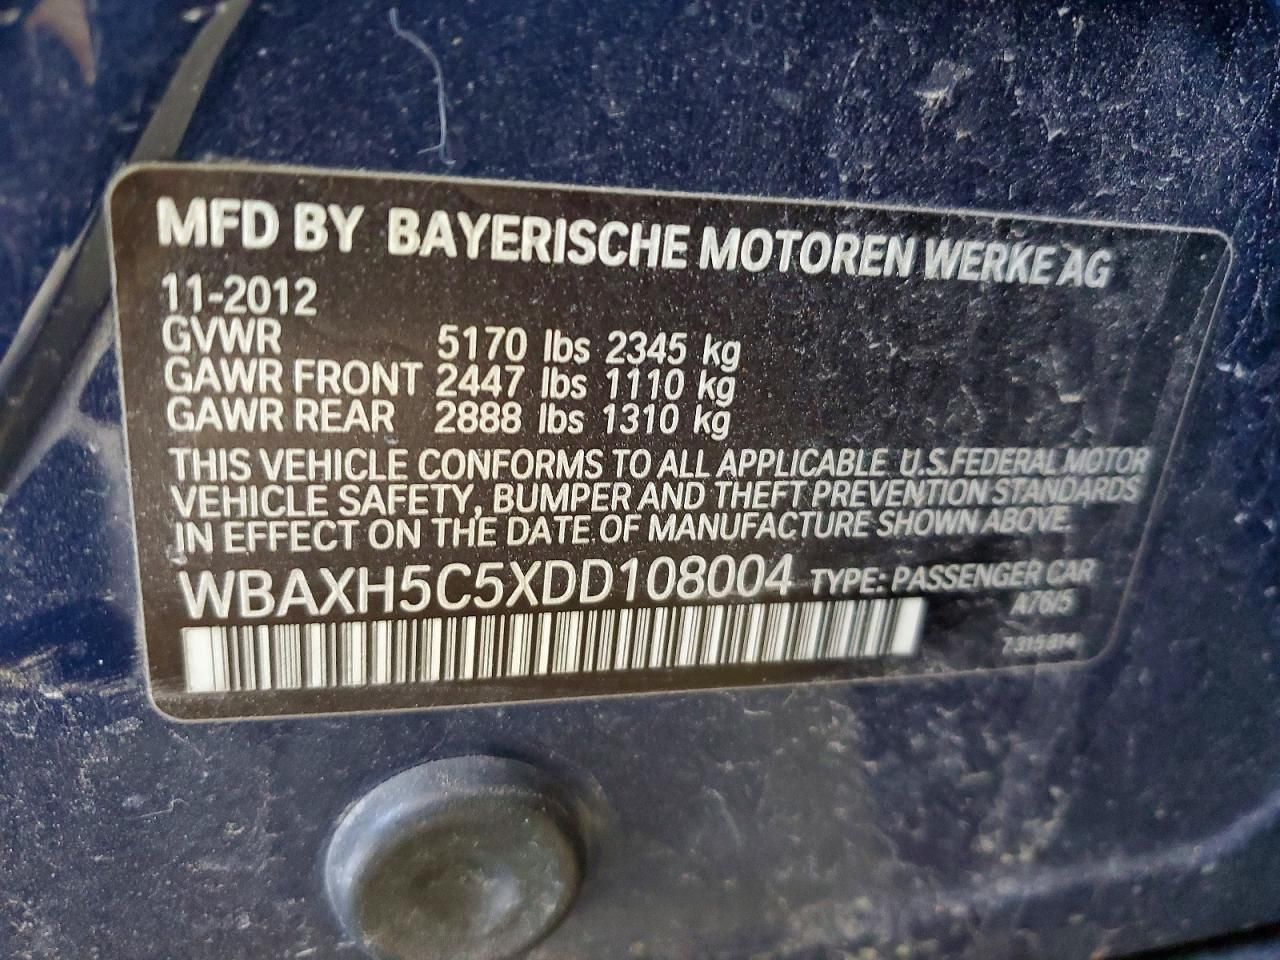 MFD BY BAYERISCHE MOTOREN WERKE AG
11-2012
GVWR 5170 lbs 2345 kg
GAWR FRONT 2447 lbs 1110 kg
GAWR REAR 2888 lbs 1310 kg
THIS VEHICLE CONFORMS TO ALL APPLICABLE U.S. FEDERAL MOTOR
VEHICLE SAFETY, BUMPER AND THEFT PREVENTION STANDARDS
IN EFFECT ON THE DATE OF MANUFACTURE SHOWN ABOVE.
WBAXH5C5XDD108004 TYPE: PASSENGER CAR
A76/5